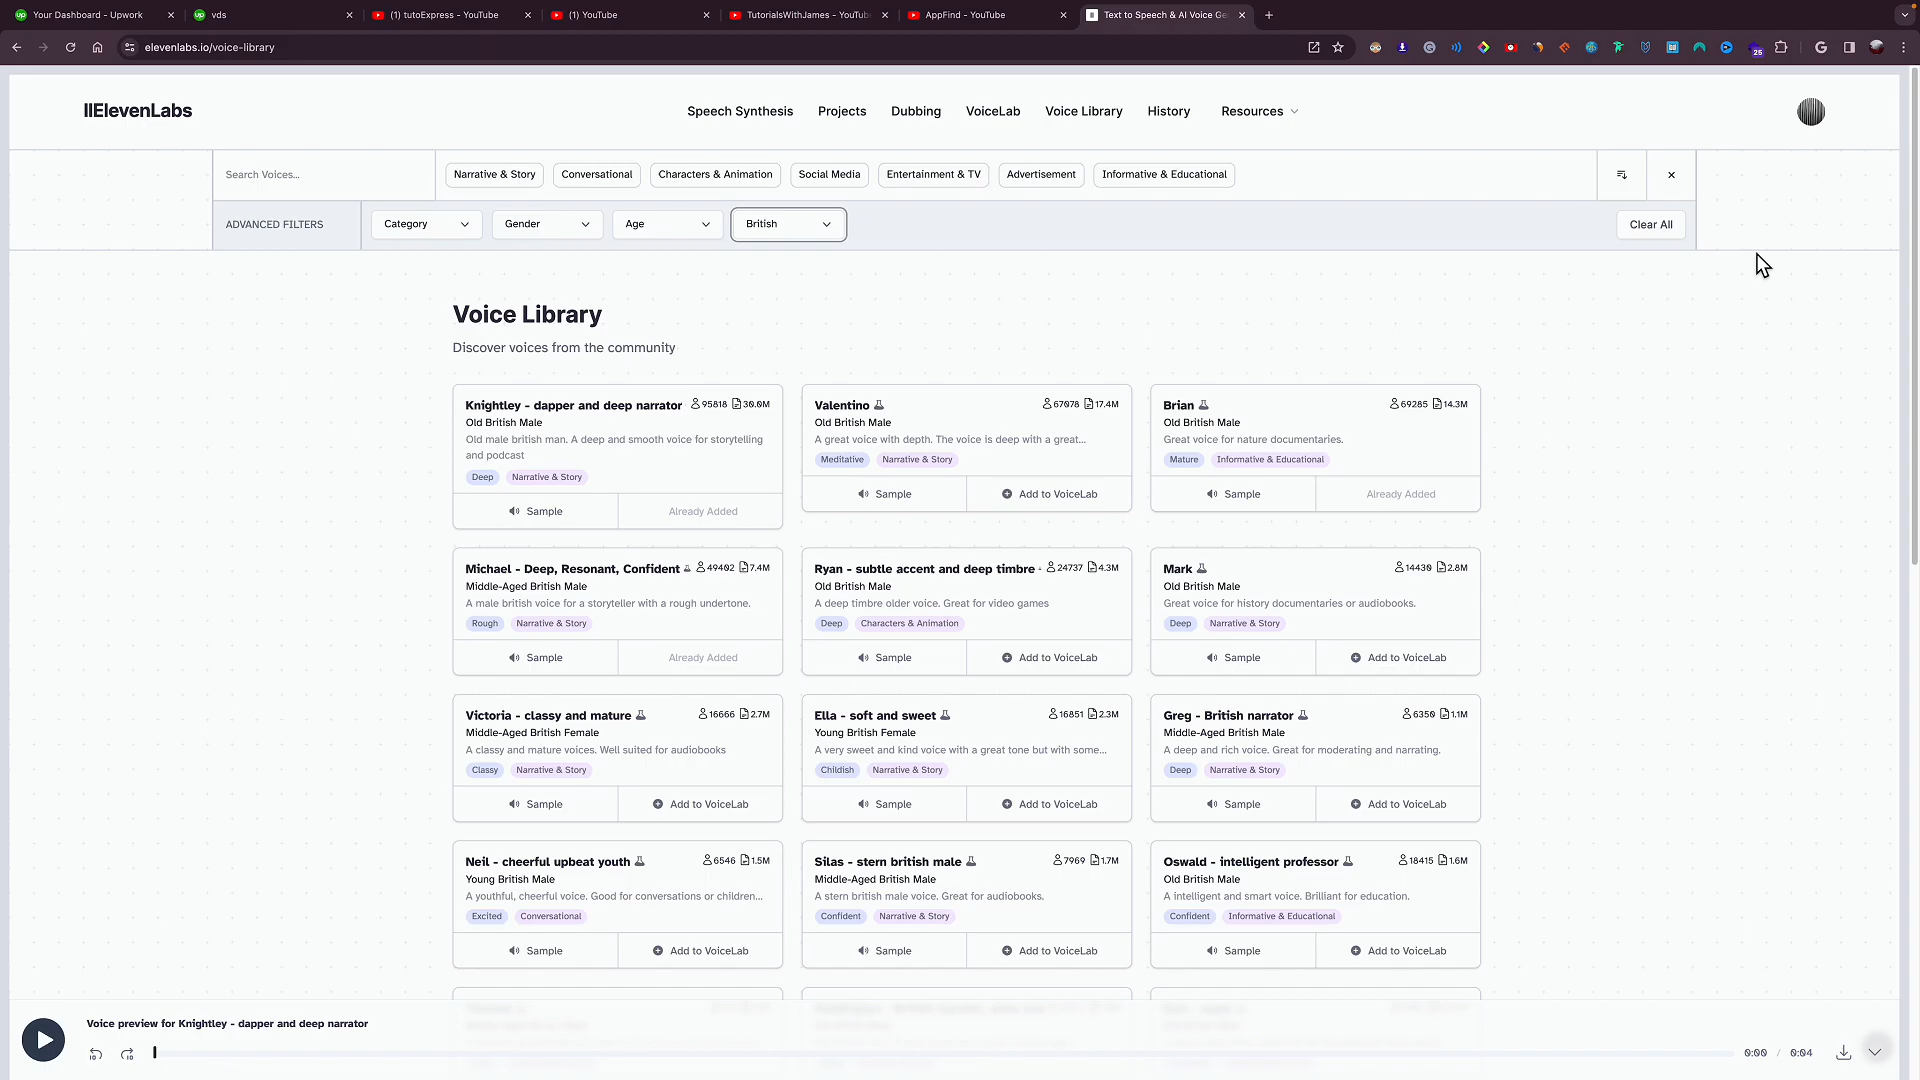 Your Dashboard - Upwork
vds
(1) tutoExpress - YouTube
(1) YouTube
TutorialsWithJames - YouTube
AppFind - YouTube
Text to Speech & AI Voice Ge
elevenlabs.io/voice-library
25
IIElevenLabs
Speech Synthesis
Projects
Dubbing
VoiceLab
Voice Library
History
Resources
Search Voices...
Narrative & Story
Conversational
Characters & Animation
Social Media
Entertainment & TV
Advertisement
Informative & Educational
ADVANCED FILTERS
Category
Gender
Age
British
Clear All
Voice Library
Discover voices from the community
Knightley - dapper and deep narrator 95818 30.0M
Old British Male
Old male british man. A deep and smooth voice for storytelling
and podcast
Deep Narrative & Story
Sample Already Added
Valentino 67078 17.4M
Old British Male
A great voice with depth. The voice is deep with a great...
Meditative Narrative & Story
Sample Add to VoiceLab
Brian 69285 14.3M
Old British Male
Great voice for nature documentaries.
Mature Informative & Educational
Sample Already Added
Michael - Deep, Resonant, Confident 49402 7.4M
Middle-Aged British Male
A male british voice for a storyteller with a rough undertone.
Rough Narrative & Story
Sample Already Added
Ryan - subtle accent and deep timbre 24737 4.3M
Old British Male
A deep timbre older voice. Great for video games
Deep Characters & Animation
Sample Add to VoiceLab
Mark 14430 2.8M
Old British Male
Great voice for history documentaries or audiobooks.
Deep Narrative & Story
Sample Add to VoiceLab
Victoria - classy and mature 16666 2.7M
Middle-Aged British Female
A classy and mature voices. Well suited for audiobooks
Classy Narrative & Story
Sample Add to VoiceLab
Ella - soft and sweet 16851 2.3M
Young British Female
A very sweet and kind voice with a great tone but with some...
Childish Narrative & Story
Sample Add to VoiceLab
Greg - British narrator 6350 1.1M
Middle-Aged British Male
A deep and rich voice. Great for moderating and narrating.
Deep Narrative & Story
Sample Add to VoiceLab
Neil - cheerful upbeat youth 6546 1.5M
Young British Male
A youthful, cheerful voice. Good for conversations or children...
Excited Conversational
Sample Add to VoiceLab
Silas - stern british male 7969 1.7M
Middle-Aged British Male
A stern british male voice. Great for audiobooks.
Confident Narrative & Story
Sample Add to VoiceLab
Oswald - intelligent professor 18415 1.6M
Old British Male
A intelligent and smart voice. Brilliant for education.
Confident Informative & Educational
Sample Add to VoiceLab
Voice preview for Knightley - dapper and deep narrator
10
10
0:00 / 0:04